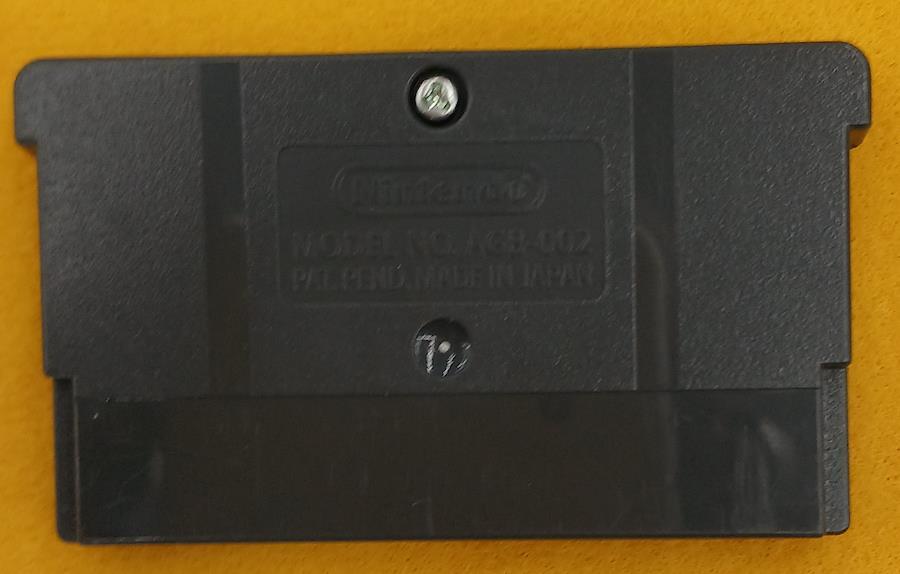 Nintendo
MODEL NO. AGB-002
PAT. PEND. MADE IN JAPAN